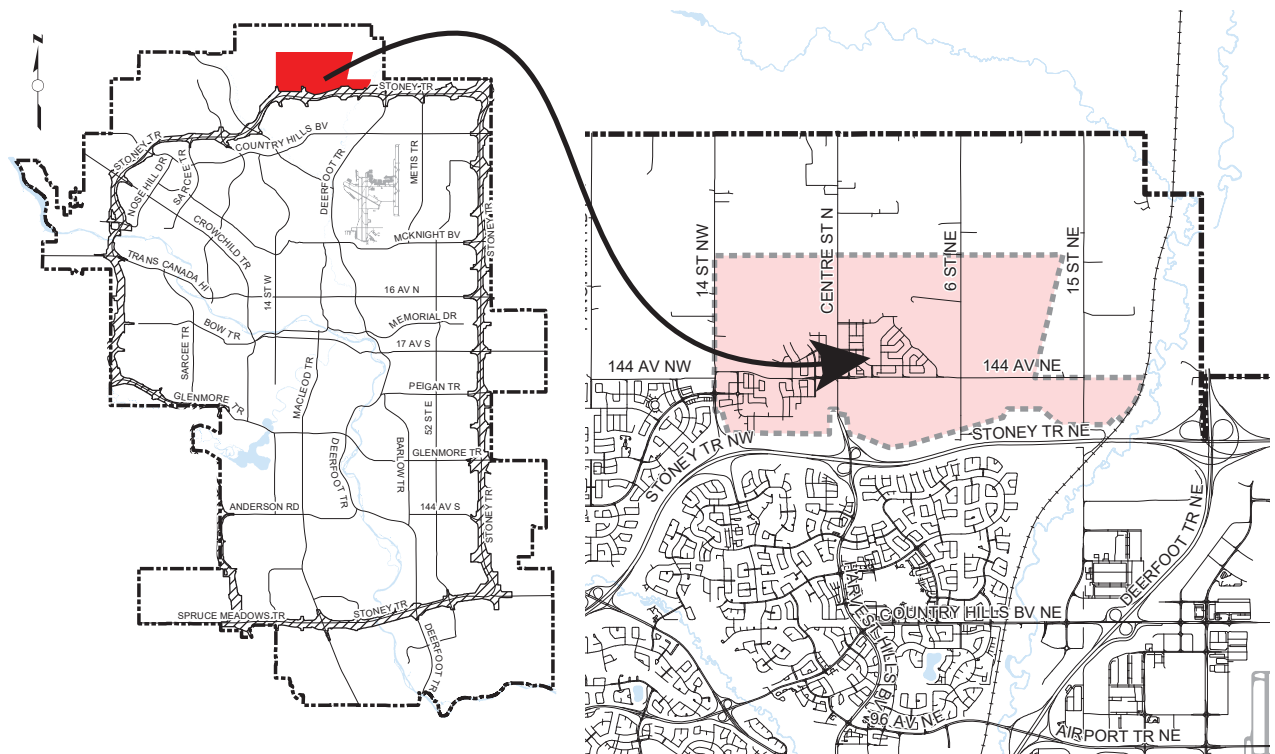 z
STONEY TR
STONEY TR
COUNTRY HILLS BV
NOSE HILL DR
SARCEE TR
DEERFOOT TR
METIS TR
CROWCHILD TR
MCKNIGHT BV
STONEY TR
TRANS CANADA HI
14 ST W
16 AV N
BOW TR
MEMORIAL DR
17 AV S
SARCEE TR
MACLEOD TR
PEIGAN TR
GLENMORE TR
52 ST E
BARLOW TR
DEERFOOT TR
GLENMORE TR
ANDERSON RD
144 AV S
STONEY TR
SPRUCE MEADOWS TR
STONEY TR
DEERFOOT TR
14 ST NW
CENTRE ST N
6 ST NE
15 ST NE
144 AV NW
144 AV NE
STONEY TR NW
STONEY TR NE
DEERFOOT TR NE
HARVEST HILLS BV
COUNTRY HILLS BV NE
96 AV NE
AIRPORT TR NE